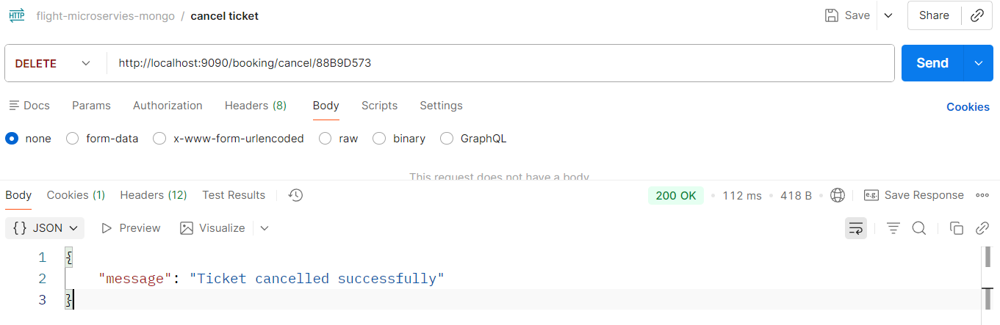 HTTP flight-microservies-mongo / cancel ticket Save Share
DELETE http://localhost:9090/booking/cancel/88B9D573 Send
Docs Params Authorization Headers (8) Body Scripts Settings Cookies
none form-data x-www-form-urlencoded raw binary GraphQL
This request does not have a body
Body Cookies (1) Headers (12) Test Results 200 OK • 112 ms • 418 B • e.g. Save Response
{} JSON Preview Visualize
1 {
2 "message": "Ticket cancelled successfully"
3 }